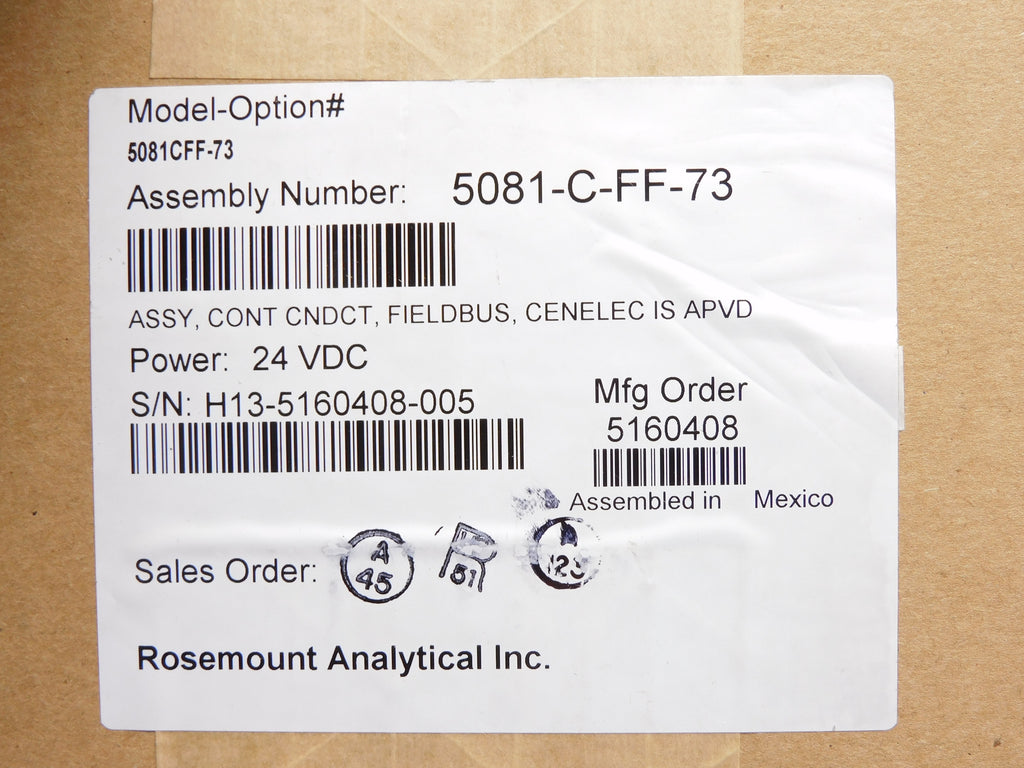 Model-Option#
5081CFF-73
Assembly Number: 5081-C-FF-73
ASSY, CONT CNDCT, FIELDBUS, CENELEC IS APVD
Power: 24 VDC
S/N: H13-5160408-005
Mfg Order
5160408
Assembled in Mexico
Sales Order:
A
45
R
51
A
Rosemount Analytical Inc.